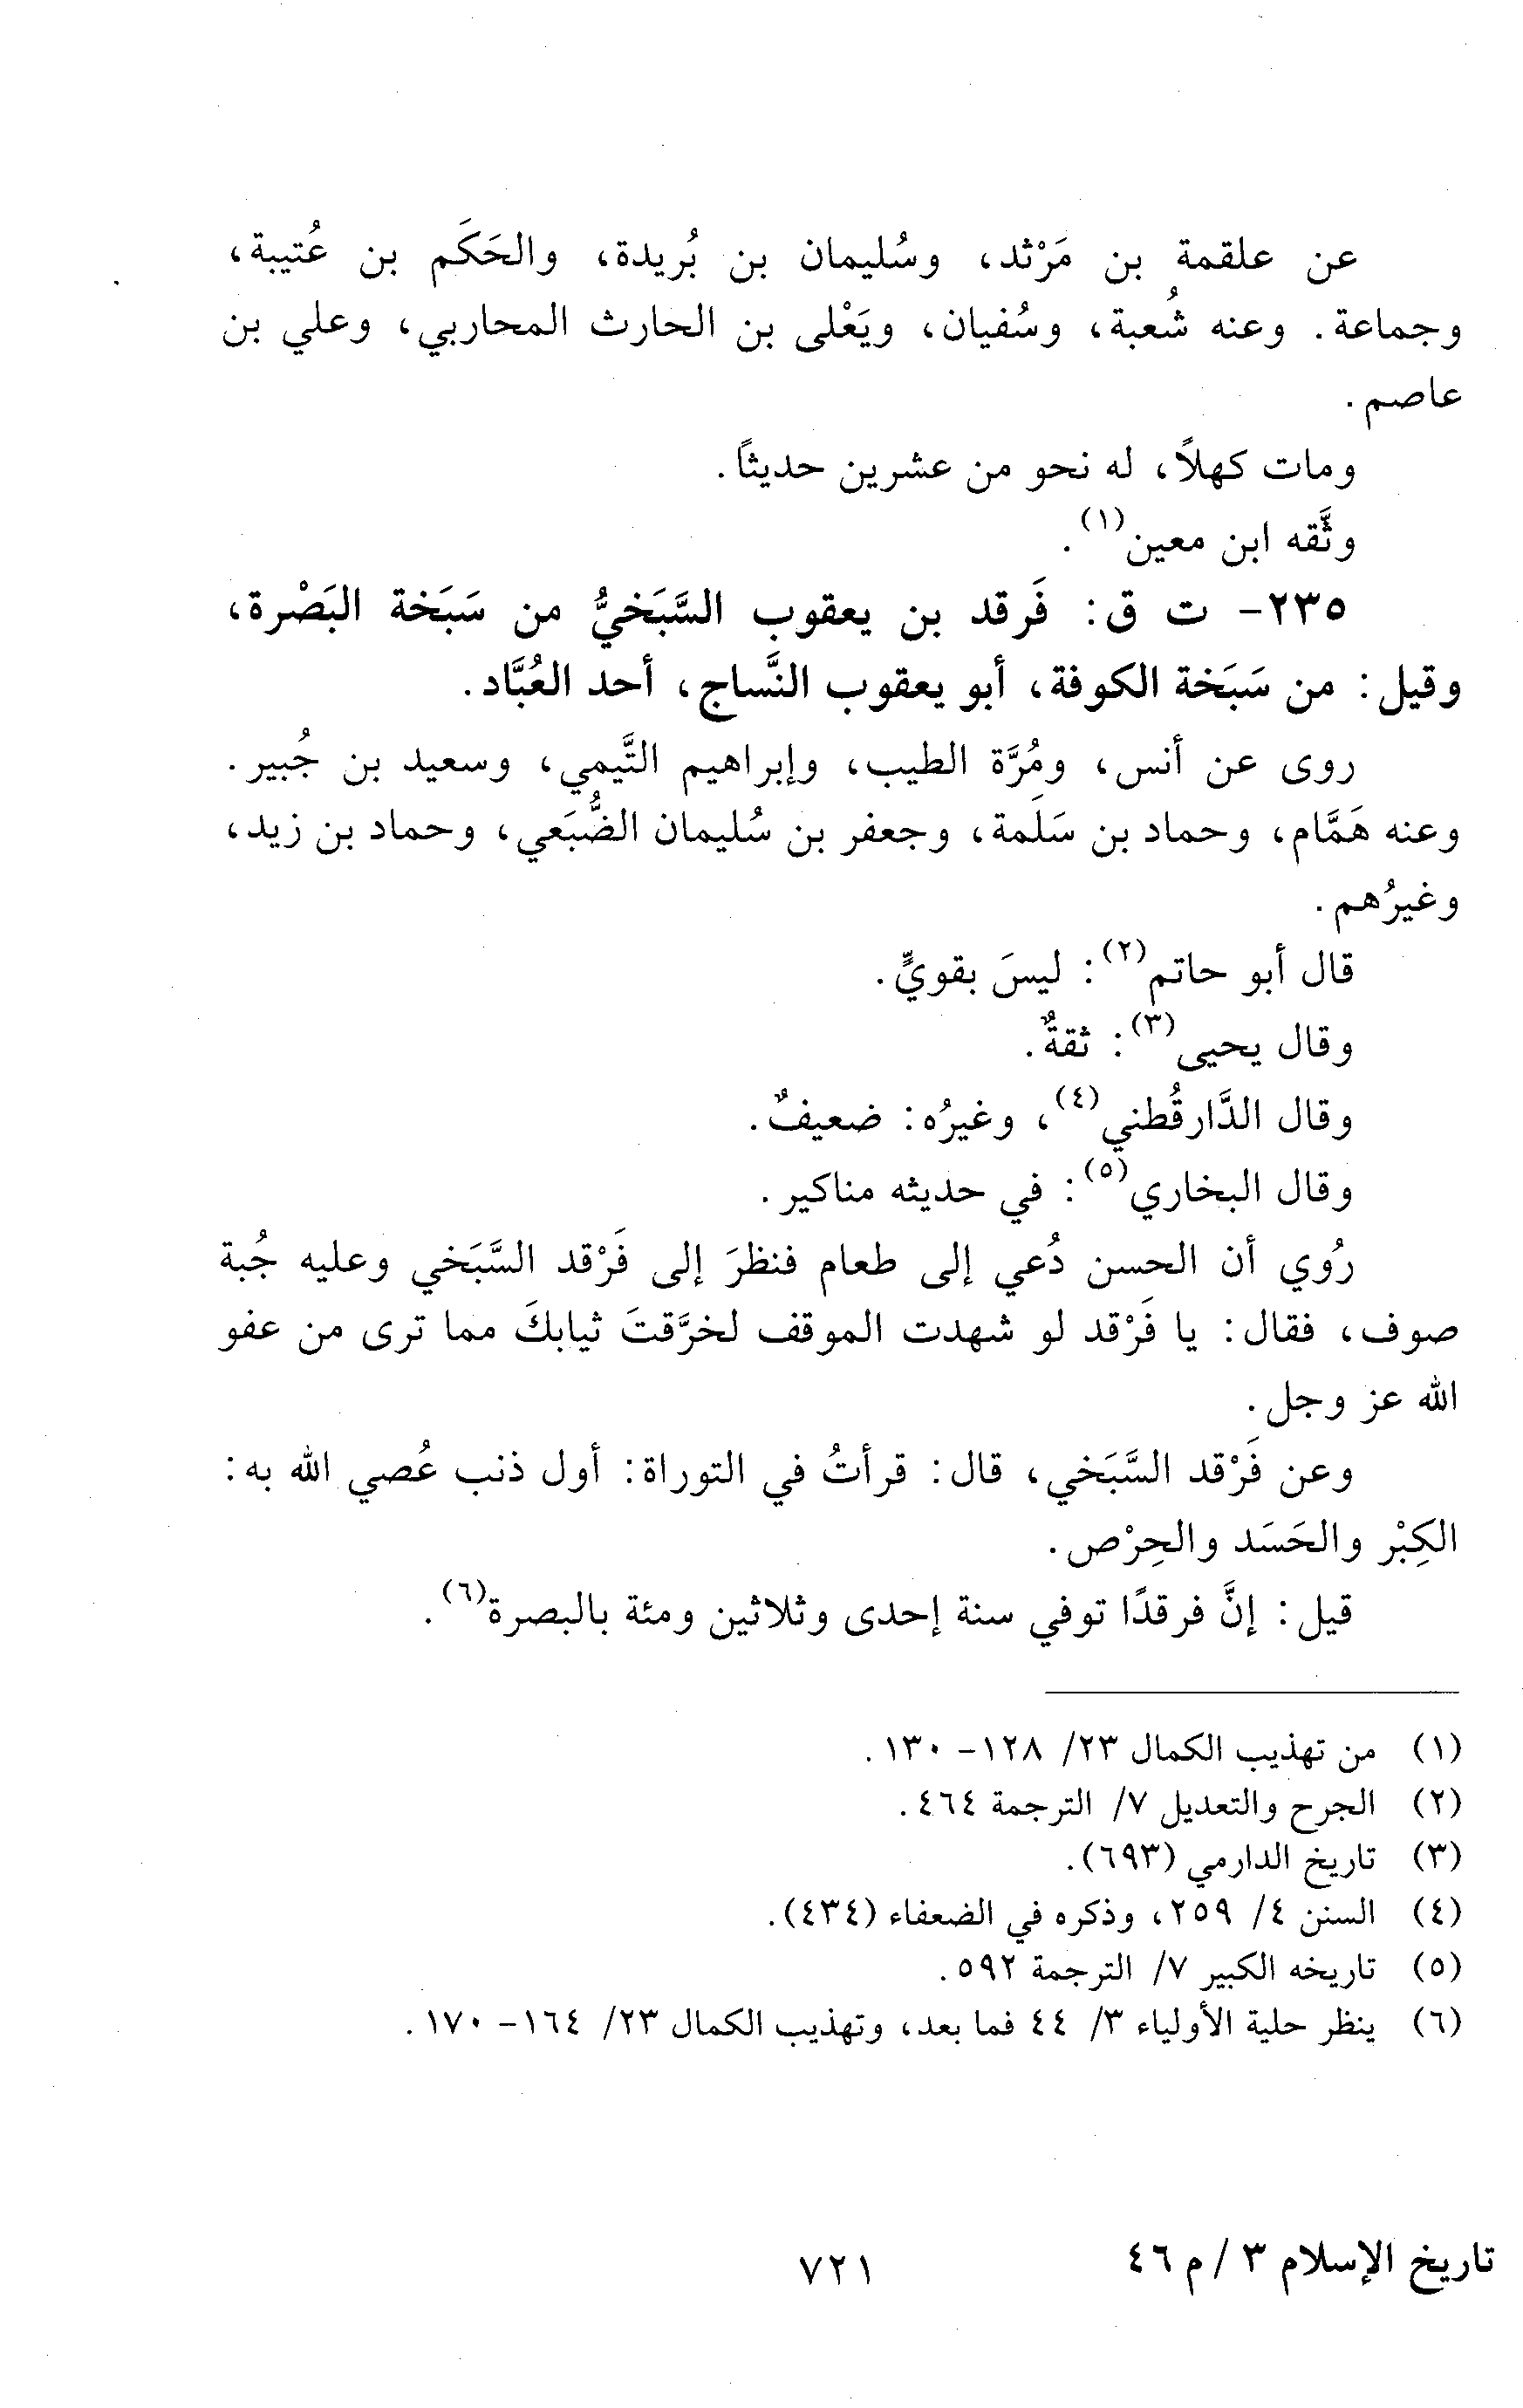 عن علقمة بن مَرْثد، وسُليمان بن بُريدة، والحَكَم بن عُتيبة،
وجماعة. وعنه شُعبة، وسُفيان، ويَعْلى بن الحارث المحاربي، وعلي بن
عاصم.
ومات كهلاً، له نحو من عشرين حديثاً.
وثَّقه ابن معين(١).
٢٣٥- ت ق: فَرقد بن يعقوب السَّبَخيُّ من سَبَخة البَصْرة،
وقيل: من سَبَخة الكوفة، أبو يعقوب النَّساج، أحد العُبَّاد.
روى عن أنس، ومُرَّة الطيب، وإبراهيم التَّيمي، وسعيد بن جُبير.
وعنه هَمَّام، وحماد بن سَلَمة، وجعفر بن سُليمان الضُّبَعي، وحماد بن زيد،
وغيرُهم.
قال أبو حاتم(٢): ليسَ بقويٍّ.
وقال يحيى(٣): ثقةٌ.
وقال الدَّارقُطني(٤)، وغيرُه: ضعيفٌ.
وقال البخاري(٥): في حديثه مناكير.
رُوي أن الحسن دُعي إلى طعام فنظرَ إلى فَرْقد السَّبَخي وعليه جُبة
صوف، فقال: يا فَرْقد لو شهدت الموقف لخرَّقتَ ثيابكَ مما ترى من عفو
الله عز وجل.
وعن فَرْقد السَّبَخي، قال: قرأتُ في التوراة: أول ذنب عُصي الله به:
الكِبْر والحَسَد والحِرْص.
قيل: إنَّ فرقدًا توفي سنة إحدى وثلاثين ومئة بالبصرة(٦).
(١) من تهذيب الكمال ٢٣/ ١٢٨- ١٣٠.
(٢) الجرح والتعديل ٧/ الترجمة ٤٦٤.
(٣) تاريخ الدارمي (٦٩٣).
(٤) السنن ٤/ ٢٥٩، وذكره في الضعفاء (٤٣٤).
(٥) تاريخه الكبير ٧/ الترجمة ٥٩٢.
(٦) ينظر حلية الأولياء ٣/ ٤٤ فما بعد، وتهذيب الكمال ٢٣/ ١٦٤- ١٧٠.
تاريخ الإسلام ٣ / م ٤٦
٧٢١